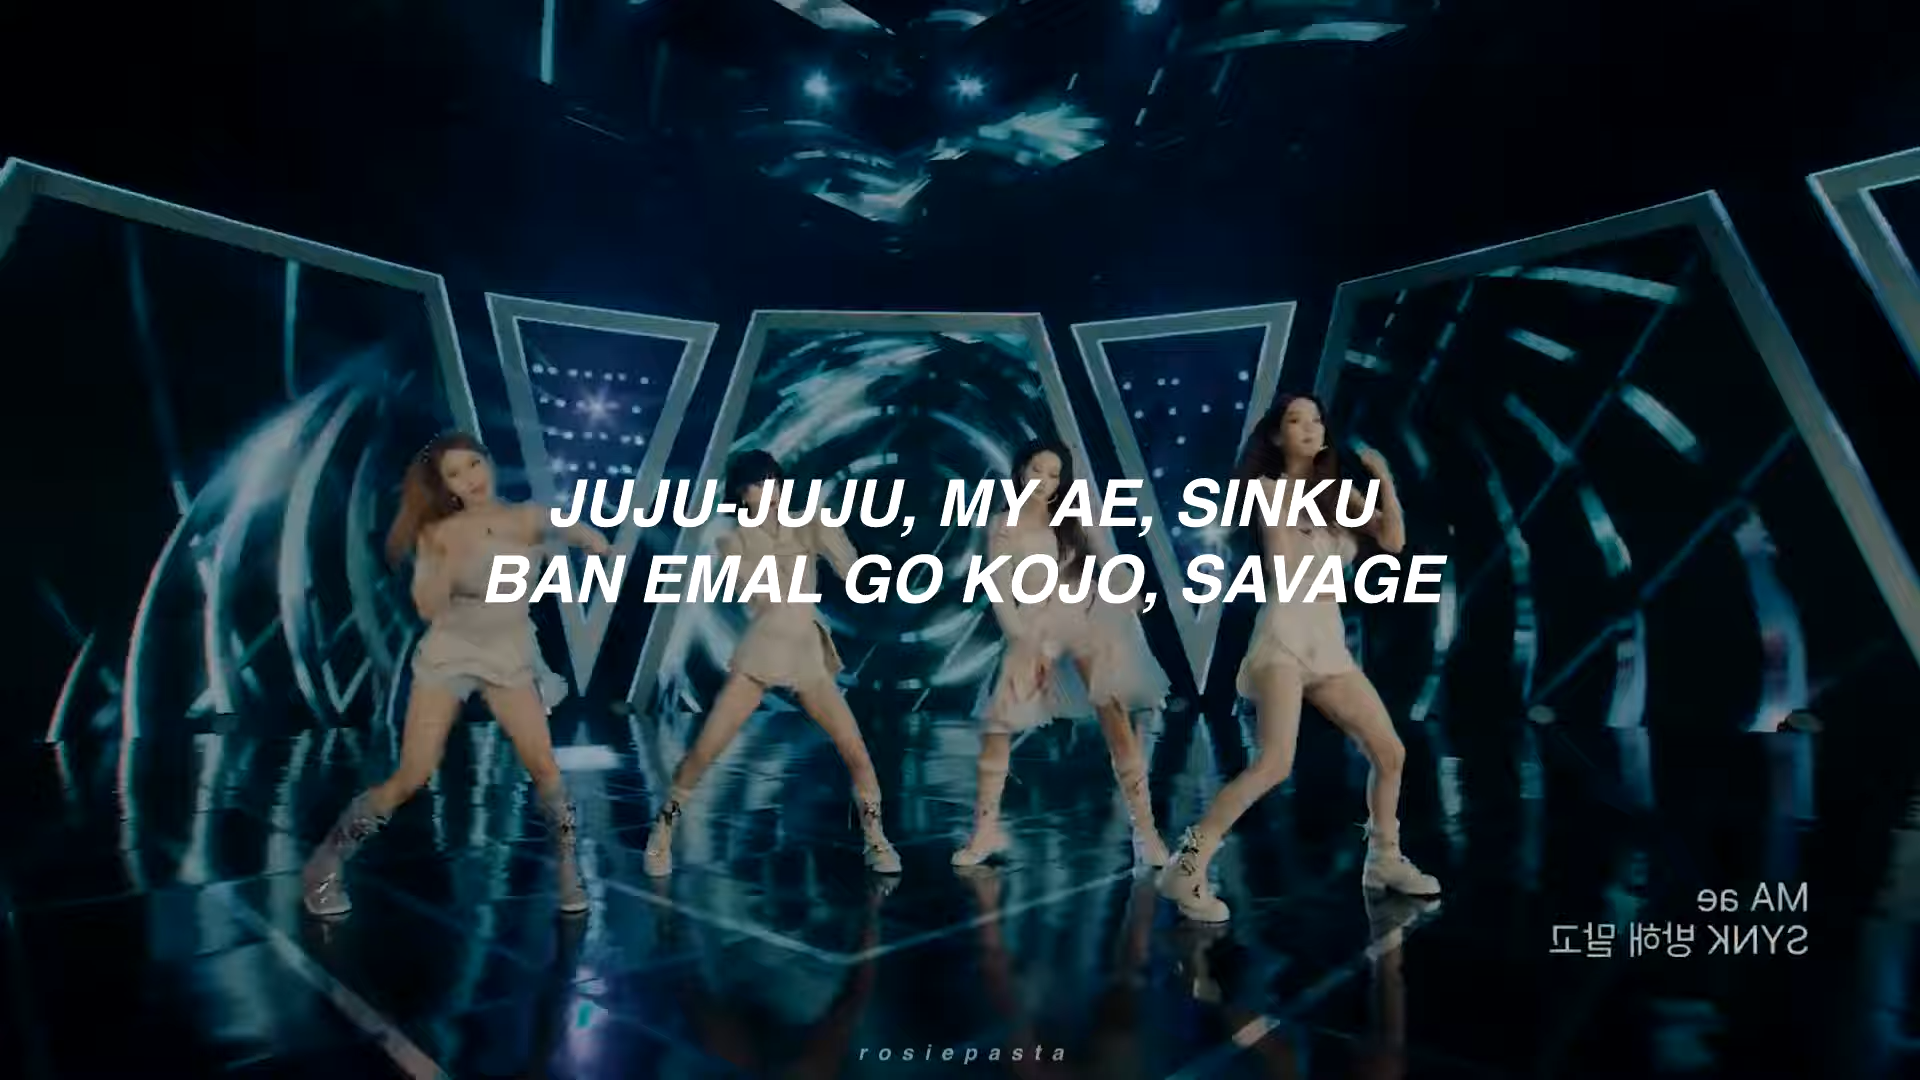 JUJU-JUJU, MY AE, SINKU
BAN EMAL GO KOJO, SAVAGE
MA ae
SYNK 방해 말고
rosiepasta